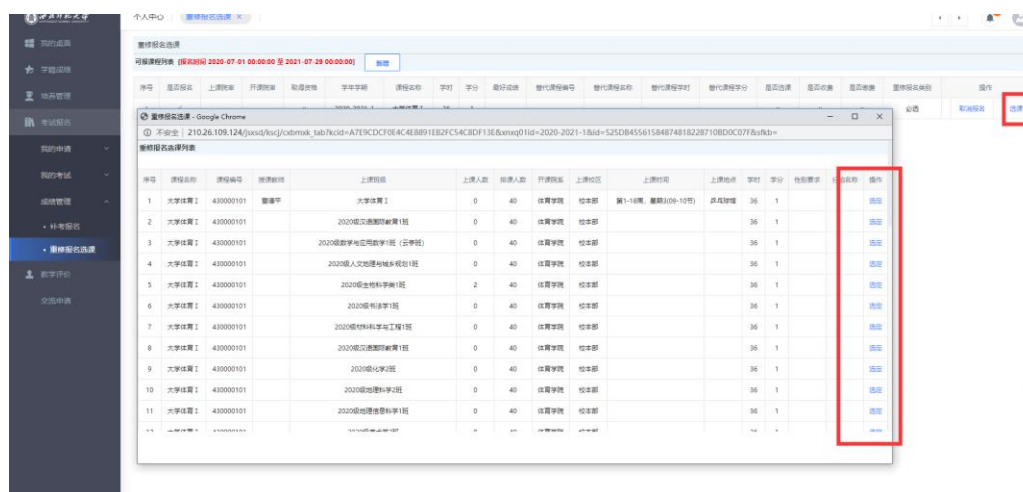 个人中心 重修报名选课 ×
我的桌面
学籍成绩
培养管理
考试报名
我的申请
我的考试
成绩管理
• 补考报名
• 重修报名选课
教学评价
交流申请
重修报名选课
可报课程列表 [报名时间 2020-07-01 00:00:00 至 2021-07-29 00:00:00] 新增
序号 是否报名 上课院审 开课院审 取得资格 学年学期 课程名称 学时 学分 最好成绩 替代课程编号 替代课程名称 替代课程学时 替代课程学分 是否选课 是否收费 是否缴费 重修报名类别 操作
必选 取消报名 选课
重修报名选课 - Google Chrome
不安全 | 210.26.109.124/jsxsd/kscj/cxbmxk_tab?kcid=A7E9CDCF0E4C4E8891EB2FC54C8DF13E&xnxq01id=2020-2021-1&id=525DB45561584874818228710BD0C07F&sfkb=
重修报名选课列表
序号 课程名称 课程编号 授课教师 上课班级 上课人数 排课人数 开课院系 上课校区 上课时间 上课地点 学时 学分 性别要求 分组名称 操作
1 大学体育Ⅰ 430000101 大学体育Ⅰ 0 40 体育学院 校本部 第1-18周, 星期3(09-10节) 乒乓球馆 36 1 选定
2 大学体育Ⅰ 430000101 2020级汉语国际教育1班 0 40 体育学院 校本部 36 1 选定
3 大学体育Ⅰ 430000101 2020级数学与应用数学1班（云亭班） 0 40 体育学院 校本部 36 1 选定
4 大学体育Ⅰ 430000101 2020级人文地理与城乡规划1班 0 40 体育学院 校本部 36 1 选定
5 大学体育Ⅰ 430000101 2020级生物科学类1班 2 40 体育学院 校本部 36 1 选定
6 大学体育Ⅰ 430000101 2020级书法学1班 0 40 体育学院 校本部 36 1 选定
7 大学体育Ⅰ 430000101 2020级材料科学与工程1班 0 40 体育学院 校本部 36 1 选定
8 大学体育Ⅰ 430000101 2020级汉语国际教育1班 0 40 体育学院 校本部 36 1 选定
9 大学体育Ⅰ 430000101 2020级化学2班 0 40 体育学院 校本部 36 1 选定
10 大学体育Ⅰ 430000101 2020级地理科学2班 0 40 体育学院 校本部 36 1 选定
11 大学体育Ⅰ 430000101 2020级地理信息科学1班 0 40 体育学院 校本部 36 1 选定